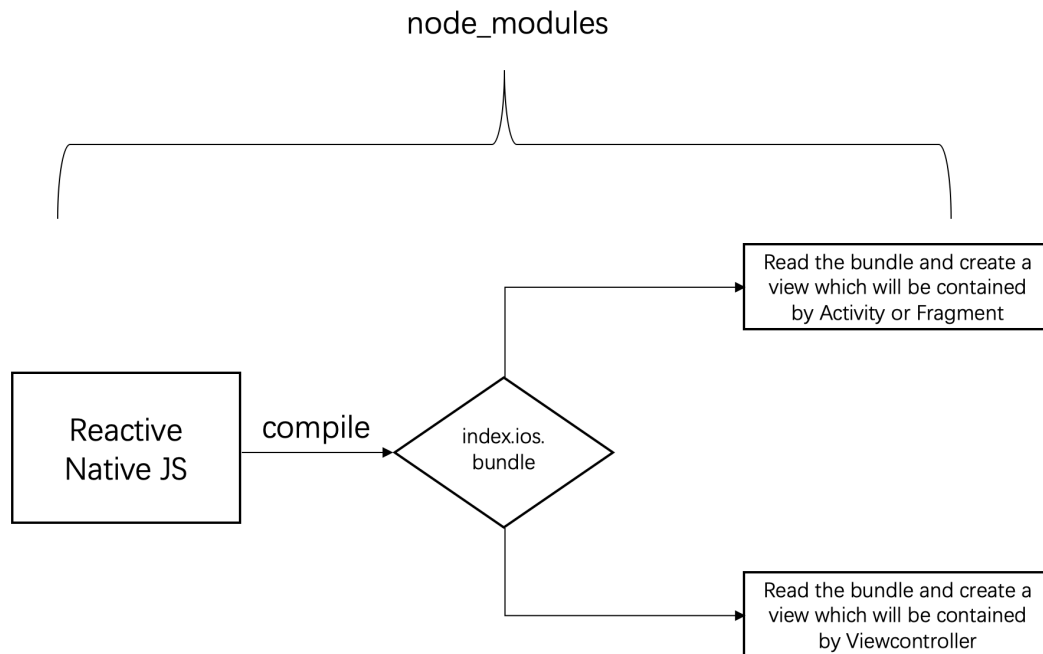 node_modules
Read the bundle and create a
view which will be contained
by Activity or Fragment
Reactive
Native JS
compile
index.ios.
bundle
Read the bundle and create a
view which will be contained
by Viewcontroller